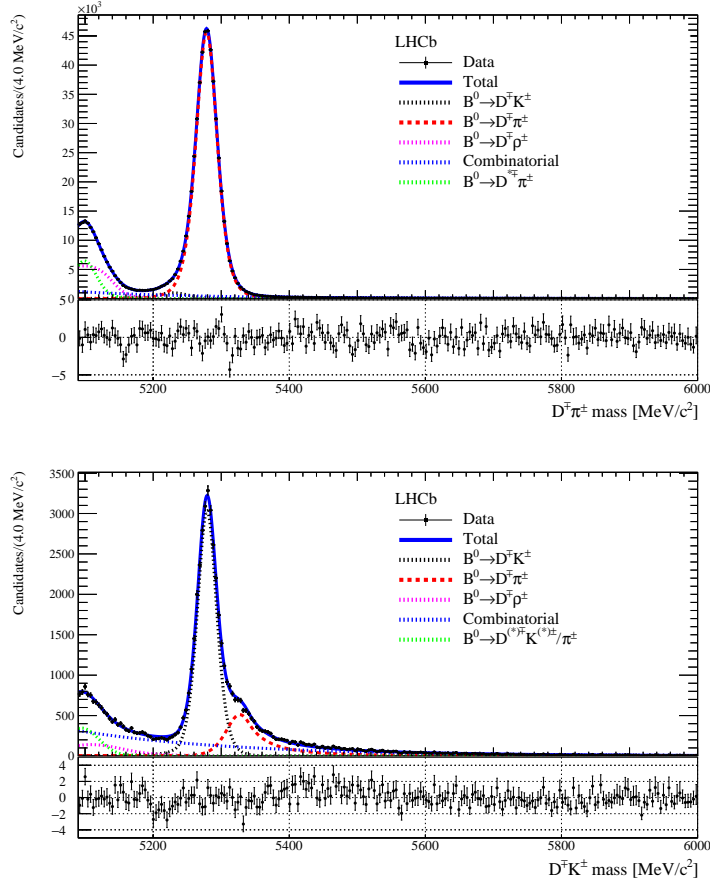 ×10³
Candidates/(4.0 MeV/c²)
45
40
35
30
25
20
15
10
5
0
LHCb
Data
Total
B⁰→D∓K±
B⁰→D∓π±
B⁰→D∓ρ±
Combinatorial
B⁰→D*∓π±
5
0
−5
5200 5400 5600 5800 6000
D∓π± mass [MeV/c²]
Candidates/(4.0 MeV/c²)
3500
3000
2500
2000
1500
1000
500
0
LHCb
Data
Total
B⁰→D∓K±
B⁰→D∓π±
B⁰→D∓ρ±
Combinatorial
B⁰→D(*)∓K(*)±/π±
4
2
0
−2
−4
5200 5400 5600 5800 6000
D∓K± mass [MeV/c²]